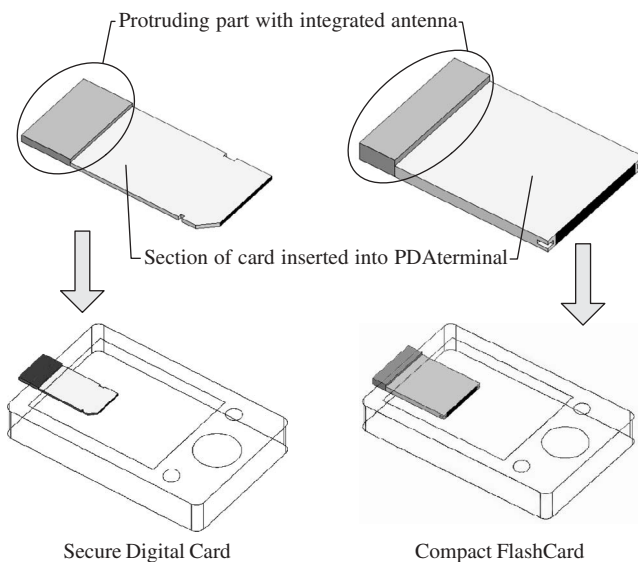 Protruding part with integrated antenna
Section of card inserted into PDAterminal
Secure Digital Card
Compact FlashCard